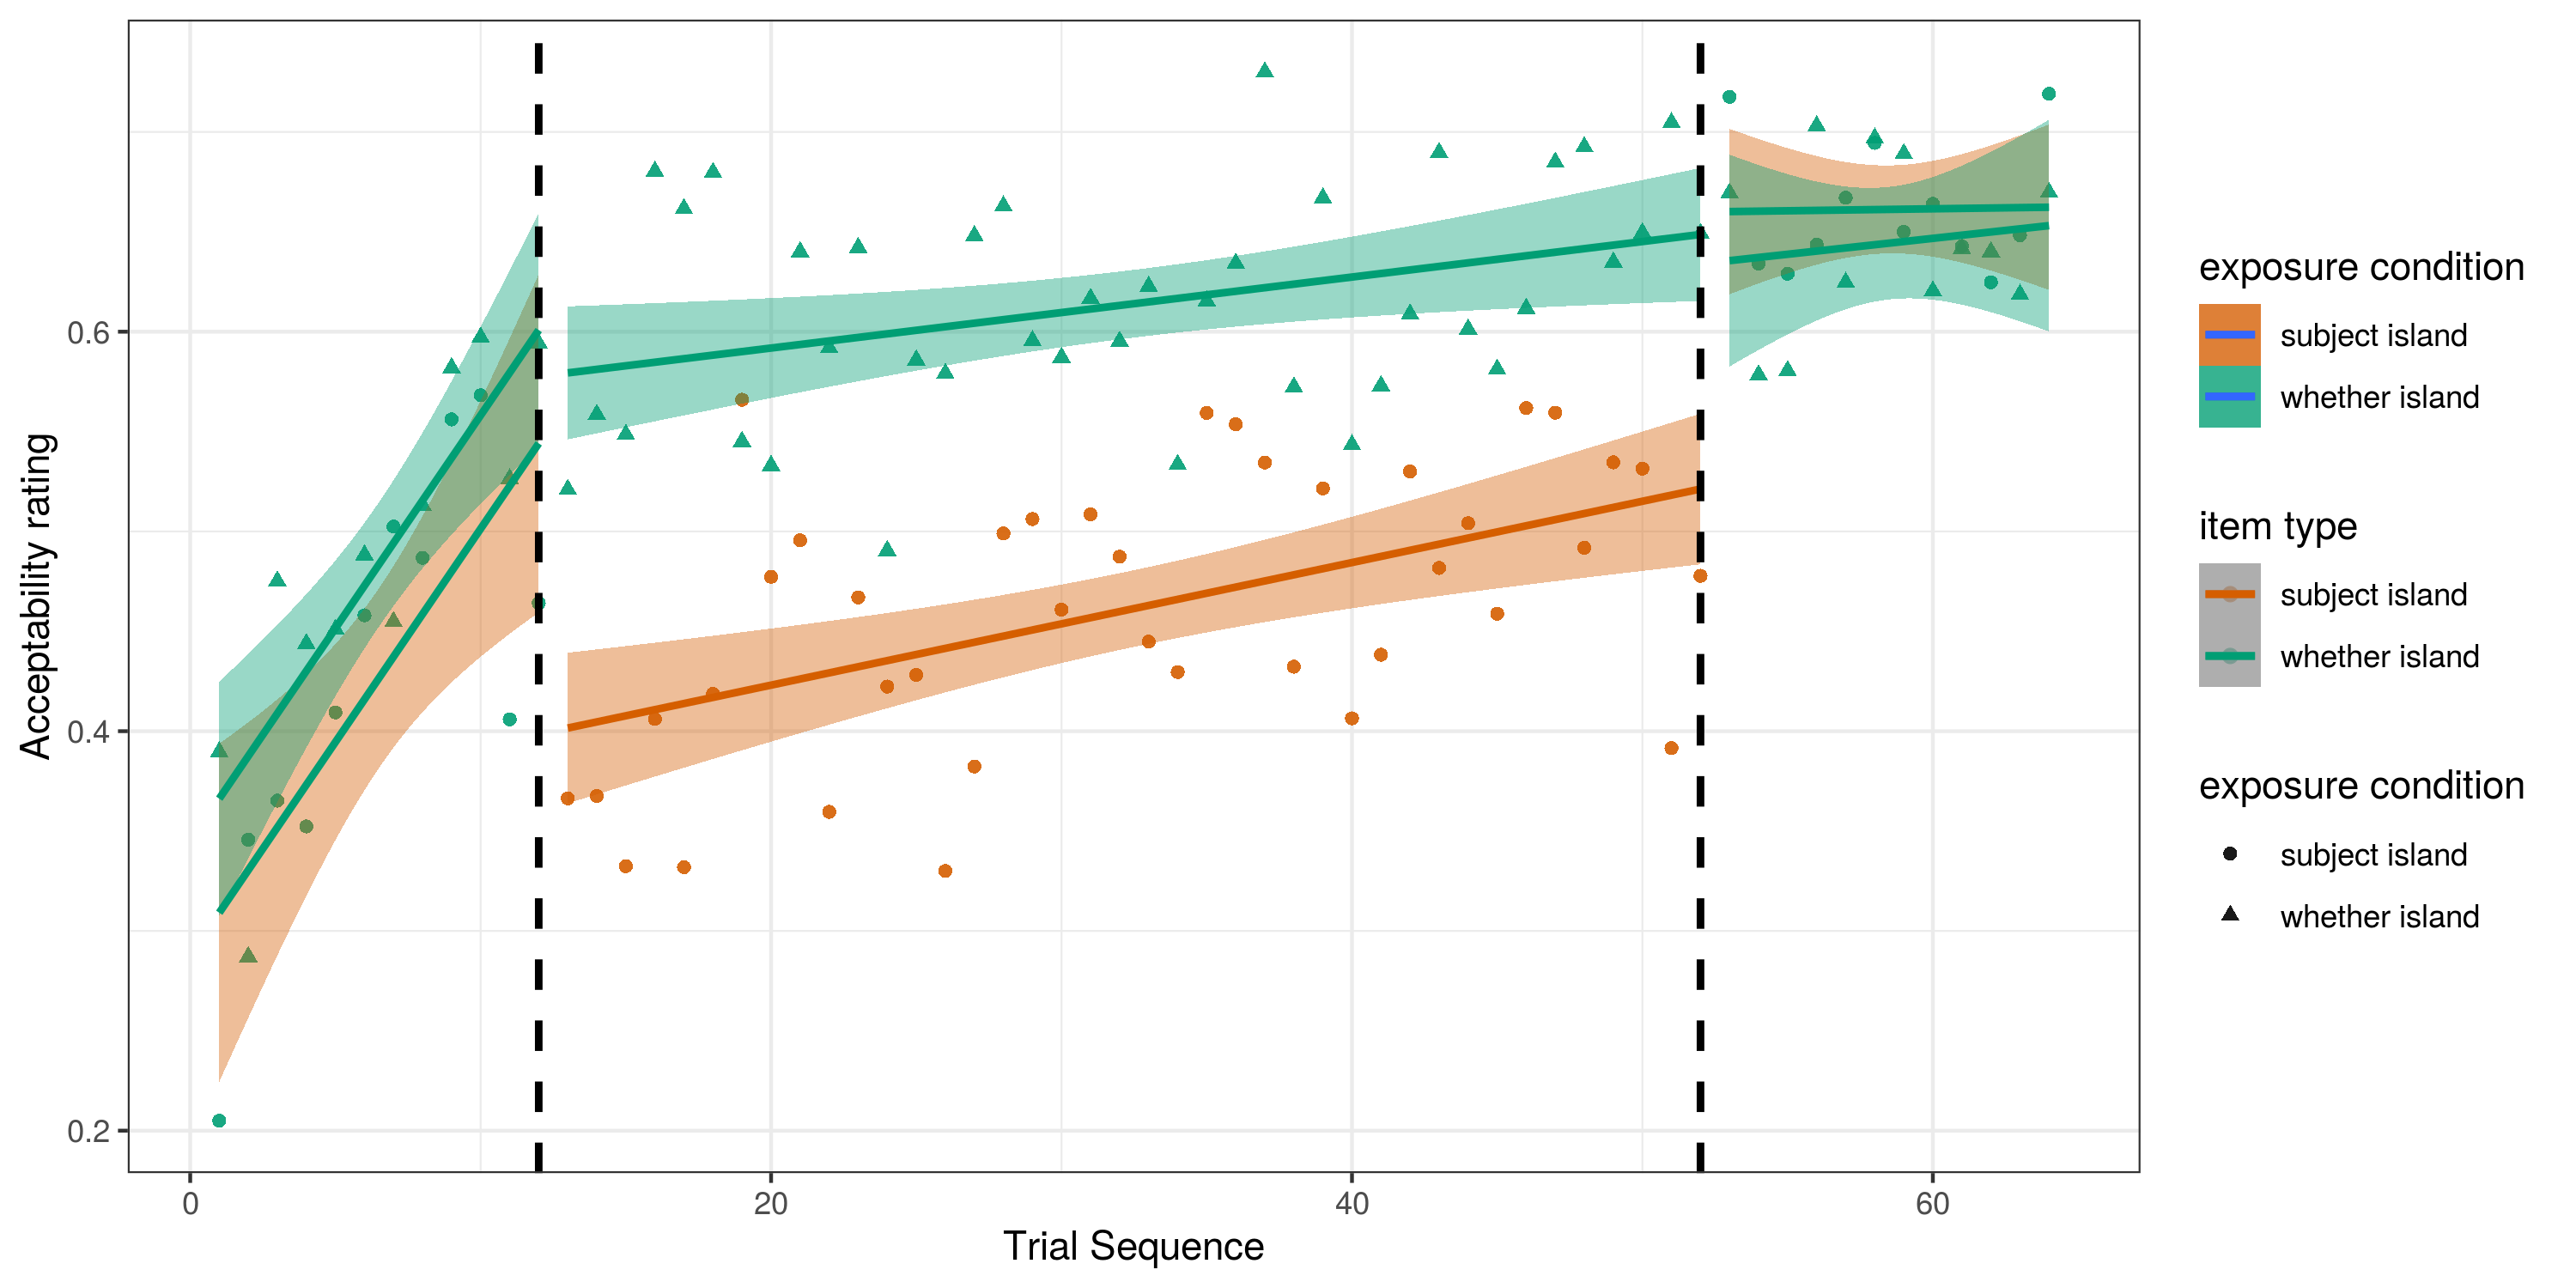 Acceptability rating
0.6
0.4
0.2
0
20
40
60
Trial Sequence
exposure condition
subject island
whether island
item type
subject island
whether island
exposure condition
subject island
whether island